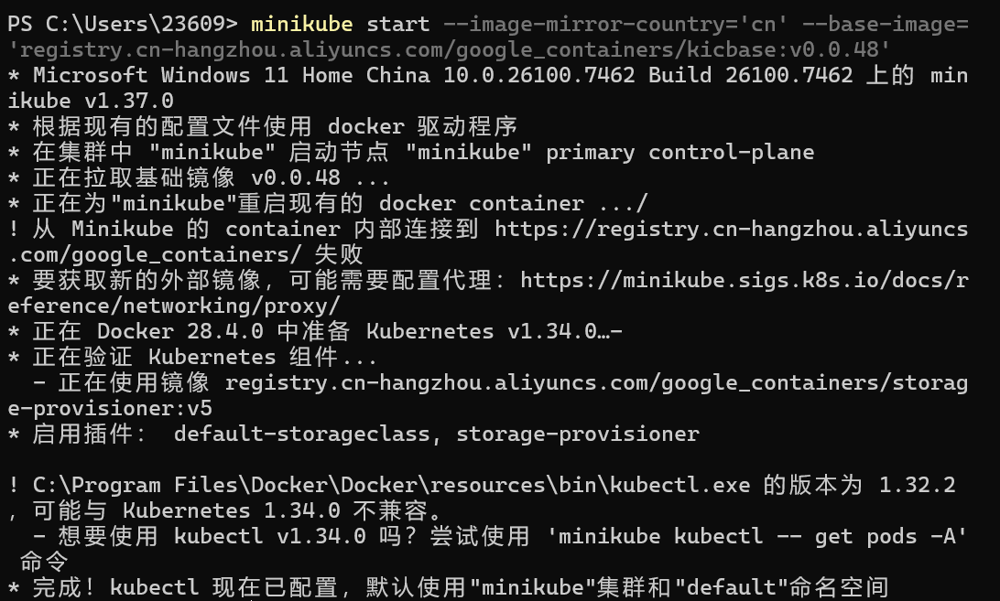 PS C:\Users\23609> minikube start --image-mirror-country='cn' --base-image=
'registry.cn-hangzhou.aliyuncs.com/google_containers/kicbase:v0.0.48'
* Microsoft Windows 11 Home China 10.0.26100.7462 Build 26100.7462 上的 min
ikube v1.37.0
* 根据现有的配置文件使用 docker 驱动程序
* 在集群中 "minikube" 启动节点 "minikube" primary control-plane
* 正在拉取基础镜像 v0.0.48 ...
* 正在为"minikube"重启现有的 docker container .../
! 从 Minikube 的 container 内部连接到 https://registry.cn-hangzhou.aliyuncs
.com/google_containers/ 失败
* 要获取新的外部镜像，可能需要配置代理：https://minikube.sigs.k8s.io/docs/r
eference/networking/proxy/
* 正在 Docker 28.4.0 中准备 Kubernetes v1.34.0…-
* 正在验证 Kubernetes 组件...
  - 正在使用镜像 registry.cn-hangzhou.aliyuncs.com/google_containers/storag
e-provisioner:v5
* 启用插件： default-storageclass, storage-provisioner
! C:\Program Files\Docker\Docker\resources\bin\kubectl.exe 的版本为 1.32.2
，可能与 Kubernetes 1.34.0 不兼容。
  - 想要使用 kubectl v1.34.0 吗？尝试使用 'minikube kubectl -- get pods -A'
 命令
* 完成！kubectl 现在已配置，默认使用"minikube"集群和"default"命名空间